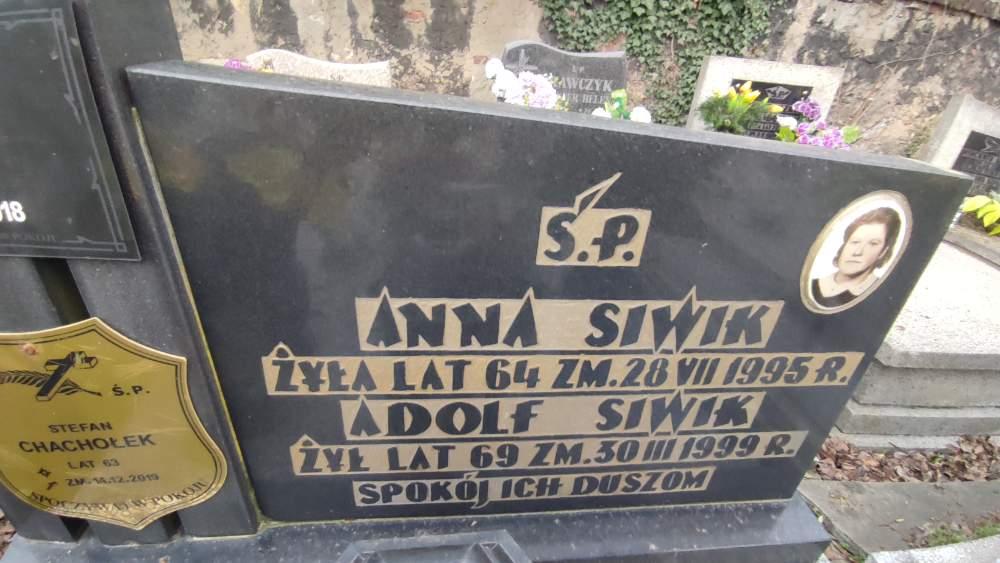 Ś.P.
ANNA SIWIK
ŻYŁA LAT 64 ZM. 28 VII 1995 R.
ADOLF SIWIK
ŻYŁ LAT 69 ZM. 30 III 1999 R.
SPOKÓJ ICH DUSZOM
Ś.P.
STEFAN
CHACHOŁEK
LAT 63
ZM. 14.12.2019
SPOCZYWAJ W POKOJU
018